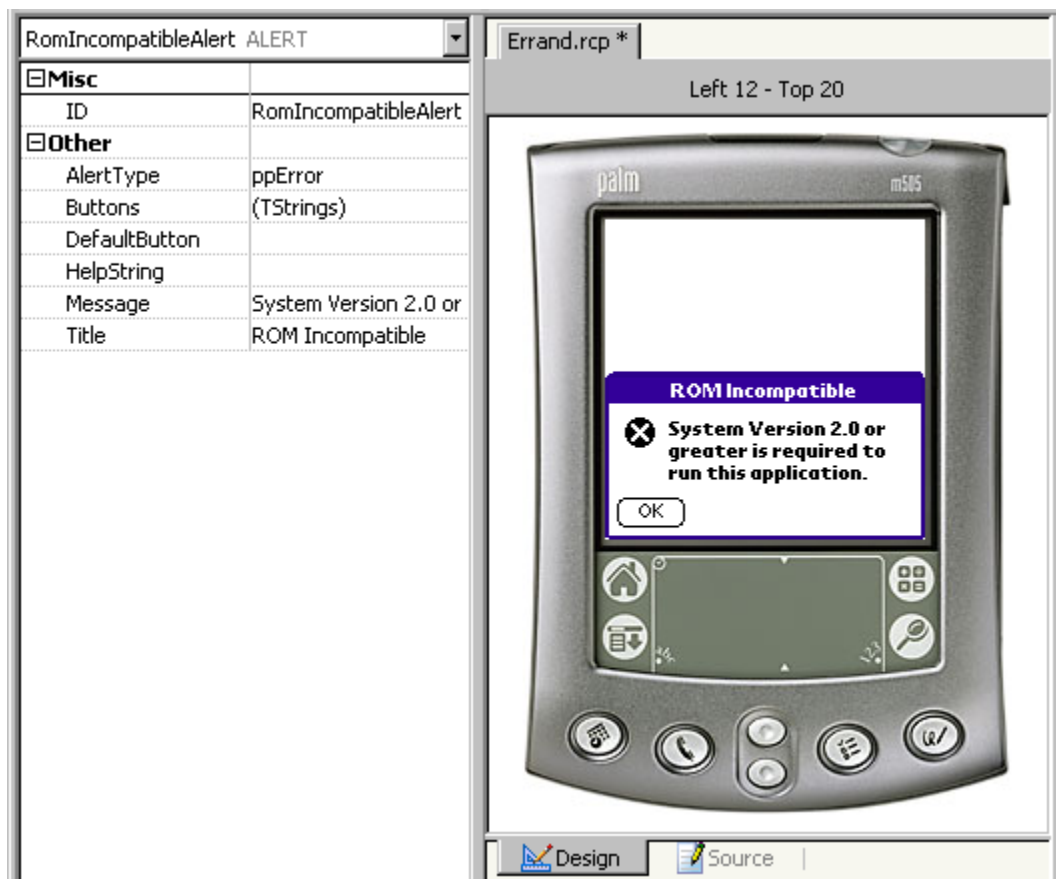 RomIncompatibleAlert ALERT
Misc
ID RomIncompatibleAlert
Other
AlertType ppError
Buttons (TStrings)
DefaultButton
HelpString
Message System Version 2.0 or
Title ROM Incompatible
Errand.rcp *
Left 12 - Top 20
palm m505
ROM Incompatible
System Version 2.0 or
greater is required to
run this application.
OK
abc 123
Design Source